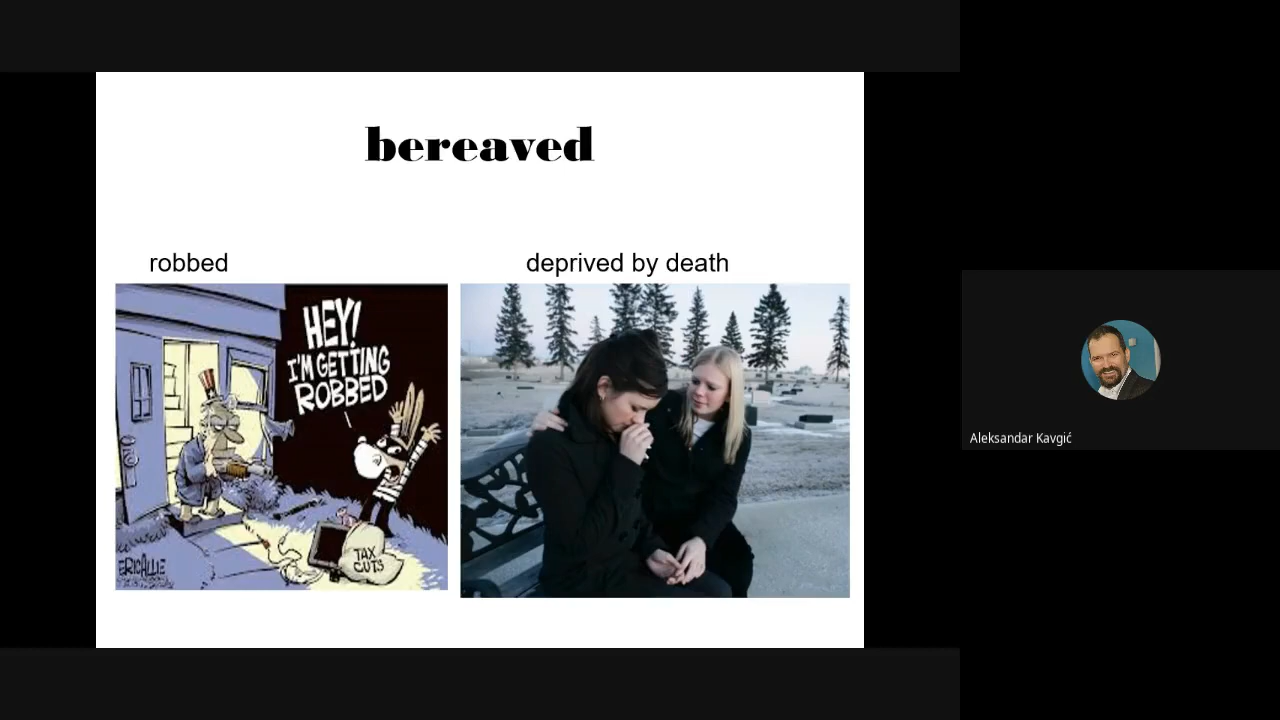 bereaved
robbed
deprived by death
HEY!
I'M GETTING
ROBBED
TAX
CUTS
ERICALLIE
Aleksandar Kavgić